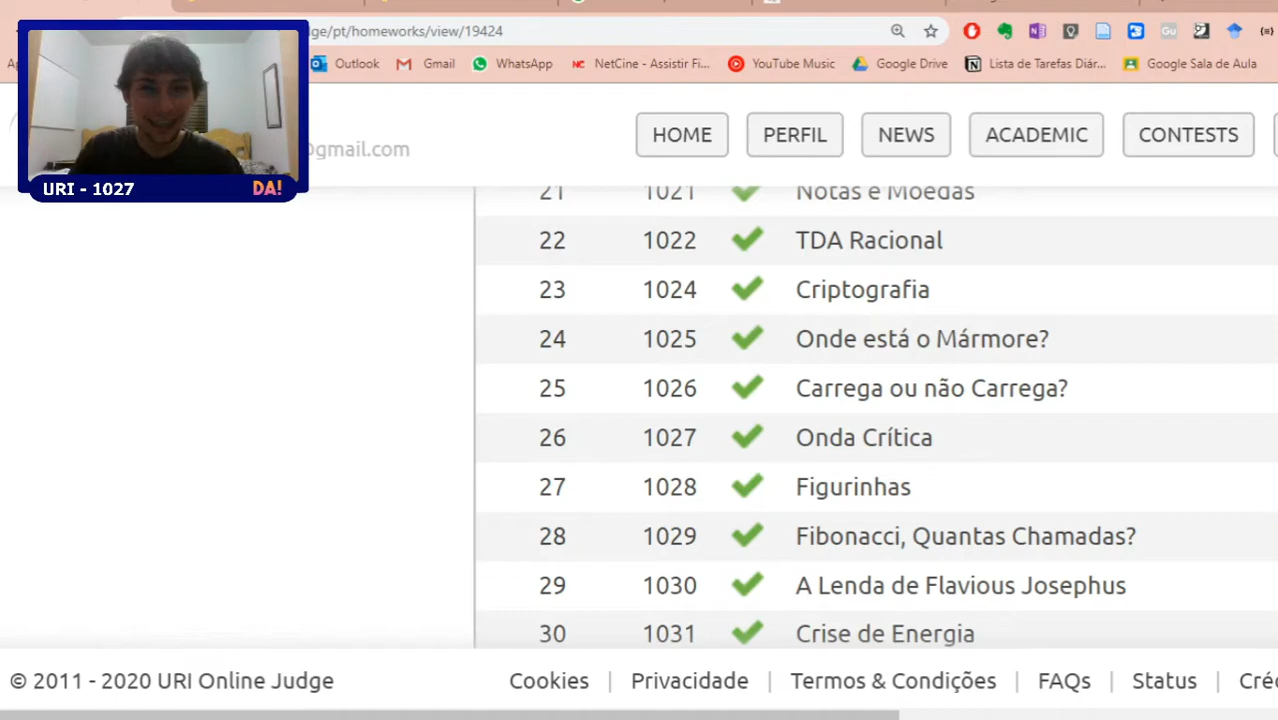 ge/pt/homeworks/view/19424
Outlook Gmail WhatsApp NetCine - Assistir Fi... YouTube Music Google Drive Lista de Tarefas Diár... Google Sala de Aula
@gmail.com
HOME PERFIL NEWS ACADEMIC CONTESTS
URI - 1027 DA!
21 1021 Notas e Moedas
22 1022 TDA Racional
23 1024 Criptografia
24 1025 Onde está o Mármore?
25 1026 Carrega ou não Carrega?
26 1027 Onda Crítica
27 1028 Figurinhas
28 1029 Fibonacci, Quantas Chamadas?
29 1030 A Lenda de Flavious Josephus
30 1031 Crise de Energia
© 2011 - 2020 URI Online Judge
Cookies | Privacidade | Termos & Condições | FAQs | Status | Cré